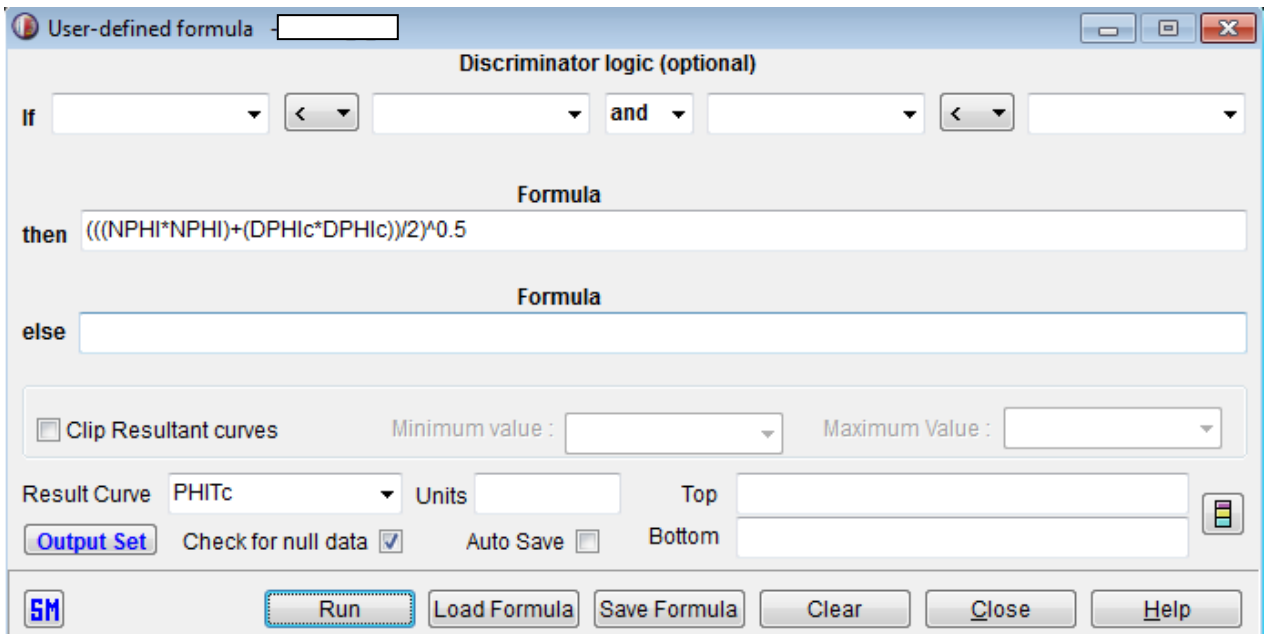 User-defined formula -
Discriminator logic (optional)
If < and <
Formula
then (((NPHI*NPHI)+(DPHIc*DPHIc))/2)^0.5
Formula
else
Clip Resultant curves Minimum value : Maximum Value :
Result Curve PHITc Units Top
Output Set Check for null data Auto Save Bottom
SM Run Load Formula Save Formula Clear Close Help